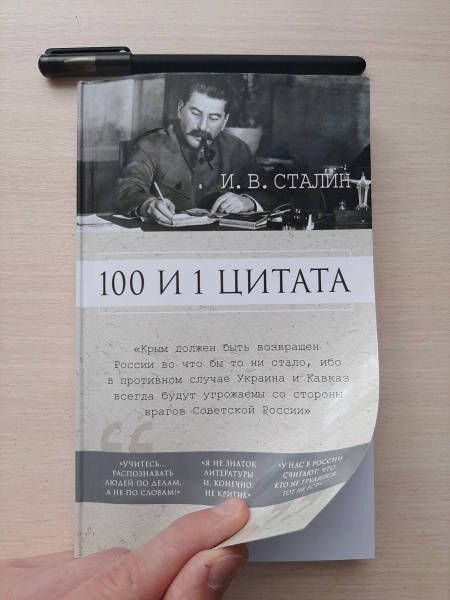 И. В. СТАЛИН
100 И 1 ЦИТАТА
«Крым должен быть возвращен
России во что бы то ни стало, ибо
в противном случае Украина и Кавказ
всегда будут угрожаемы со стороны
врагов Советской России»
«УЧИТЕСЬ...
РАСПОЗНАВАТЬ
ЛЮДЕЙ ПО ДЕЛАМ,
А НЕ ПО СЛОВАМ!»
«Я НЕ ЗНАТОК
ЛИТЕРАТУРЫ
И, КОНЕЧНО,
НЕ КРИТИК»
«У НАС В РОССИИ
СЧИТАЮТ, ЧТО
КТО НЕ ТРУДИТСЯ,
ТОТ НЕ ЕСТ»